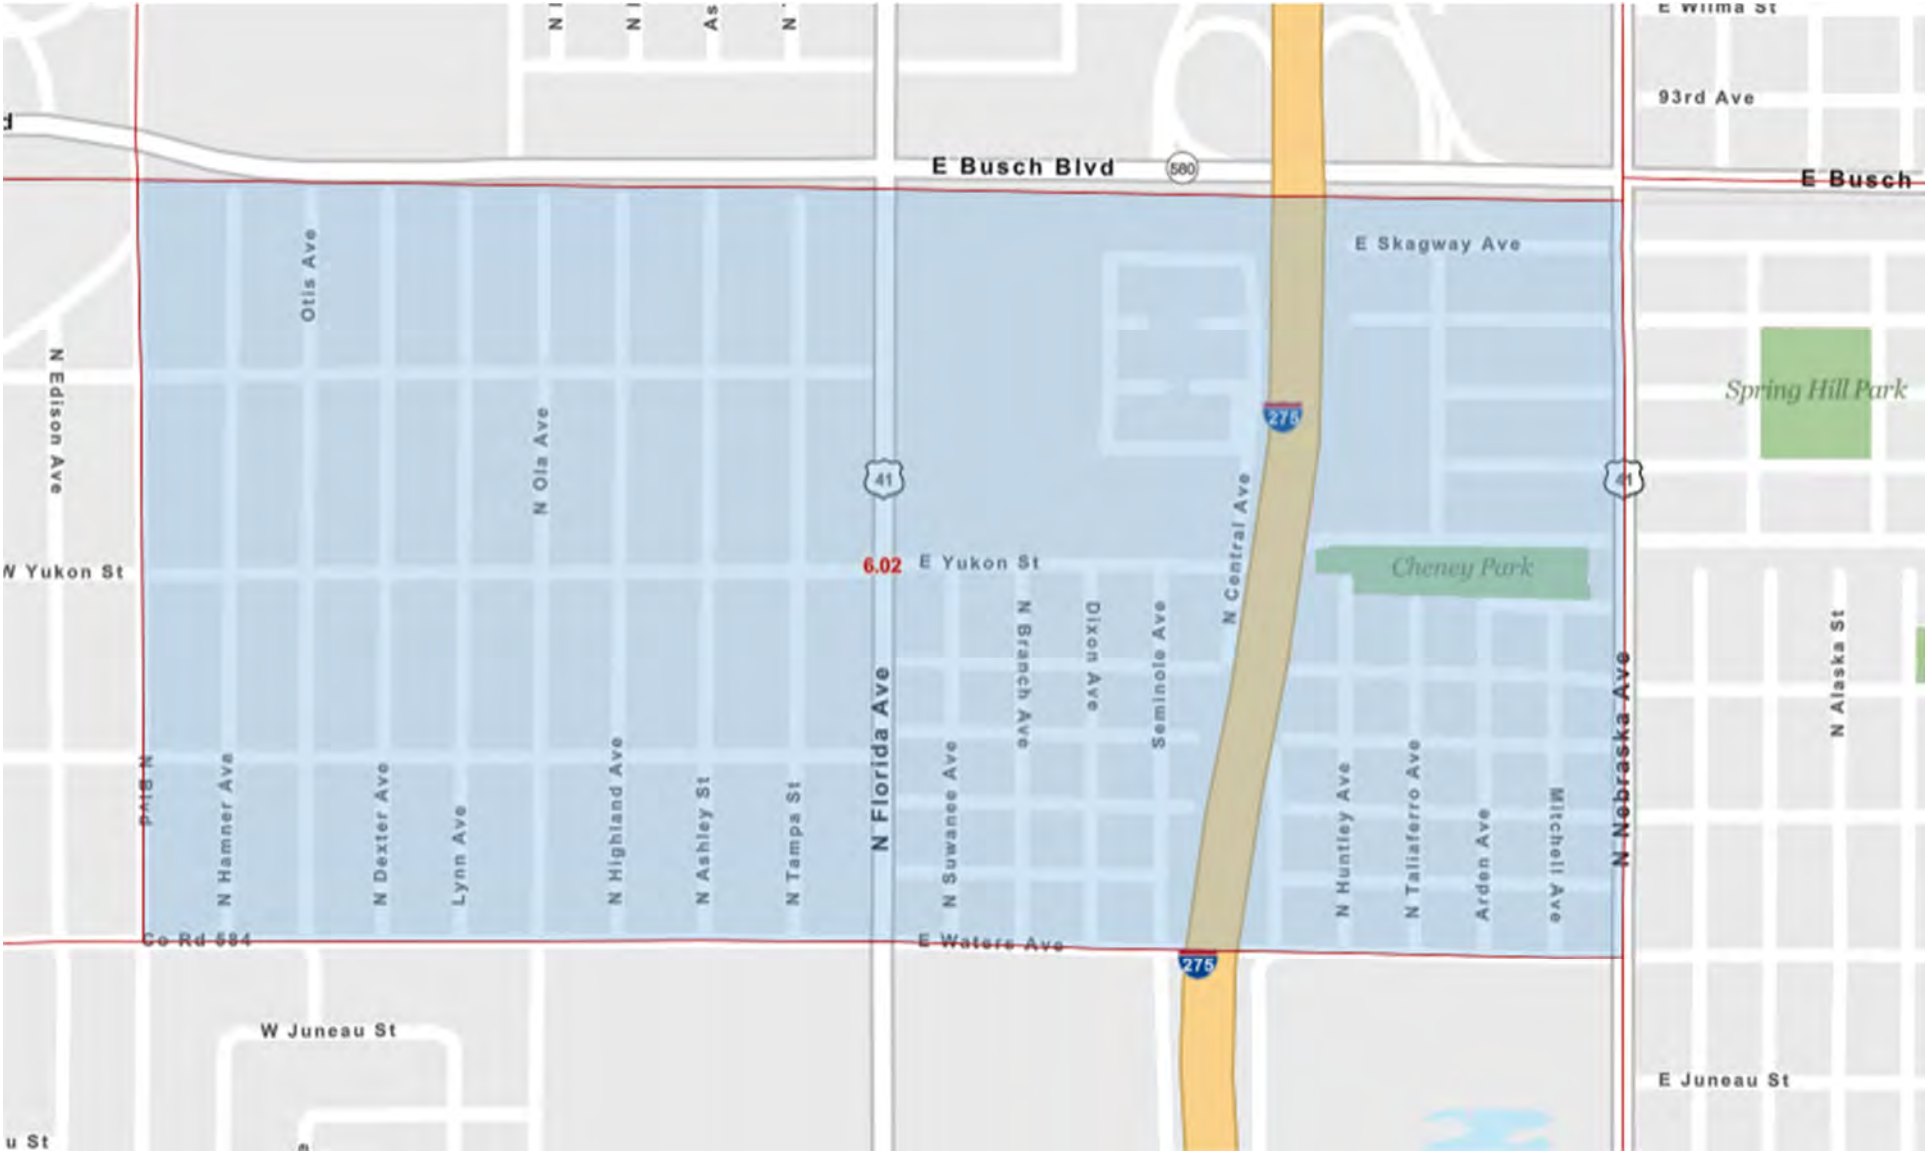 N
N
As
N
E Wilma St
93rd Ave
d
E Busch Blvd
580
E Busch
Otis Ave
E Skagway Ave
N Edison Ave
Spring Hill Park
275
N Ola Ave
41
41
N Central Ave
W Yukon St
6.02
E Yukon St
Cheney Park
N Branch Ave
Dixon Ave
Seminole Ave
N Alaska St
N Florida Ave
N Nebraska Ave
N Blvd
N Hamner Ave
N Dexter Ave
Lynn Ave
N Highland Ave
N Ashley St
N Tampa St
N Suwanee Ave
N Huntley Ave
N Taliaferro Ave
Arden Ave
Mitchell Ave
Co Rd 584
E Waters Ave
275
W Juneau St
E Juneau St
u St